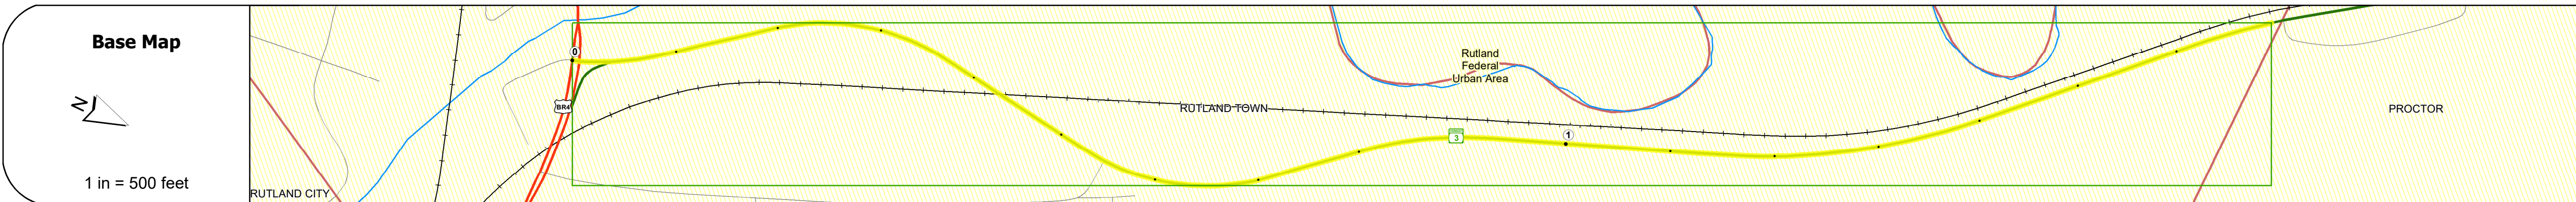 Base Map
N
1 in = 500 feet
RUTLAND CITY
0
BR4
RUTLAND TOWN
Rutland
Federal
Urban Area
3
1
PROCTOR